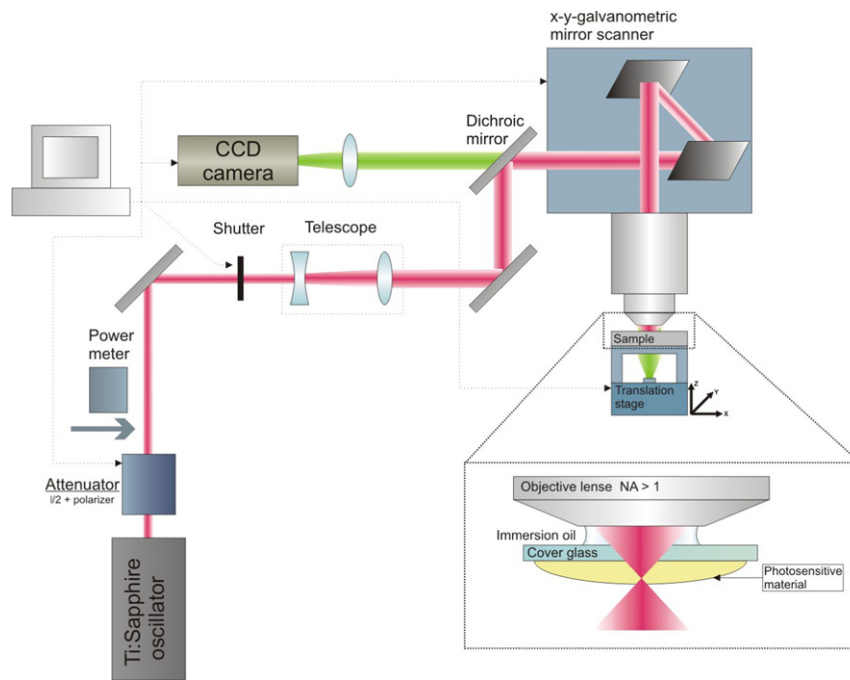 x-y-galvanometric
mirror scanner
Dichroic
mirror
CCD
camera
Shutter
Telescope
Power
meter
Sample
Translation
stage
Z
Y
X
Attenuator
l/2 + polarizer
Ti:Sapphire
oscillator
Objective lense NA > 1
Immersion oil
Cover glass
Photosensitive
material